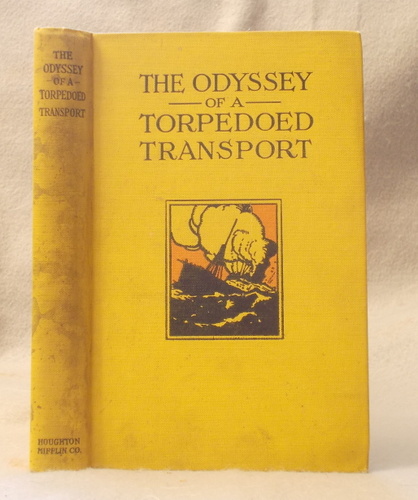 THE
ODYSSEY
OF A
TORPEDOED
TRANSPORT
HOUGHTON
MIFFLIN CO.
THE ODYSSEY
OF A
TORPEDOED
TRANSPORT